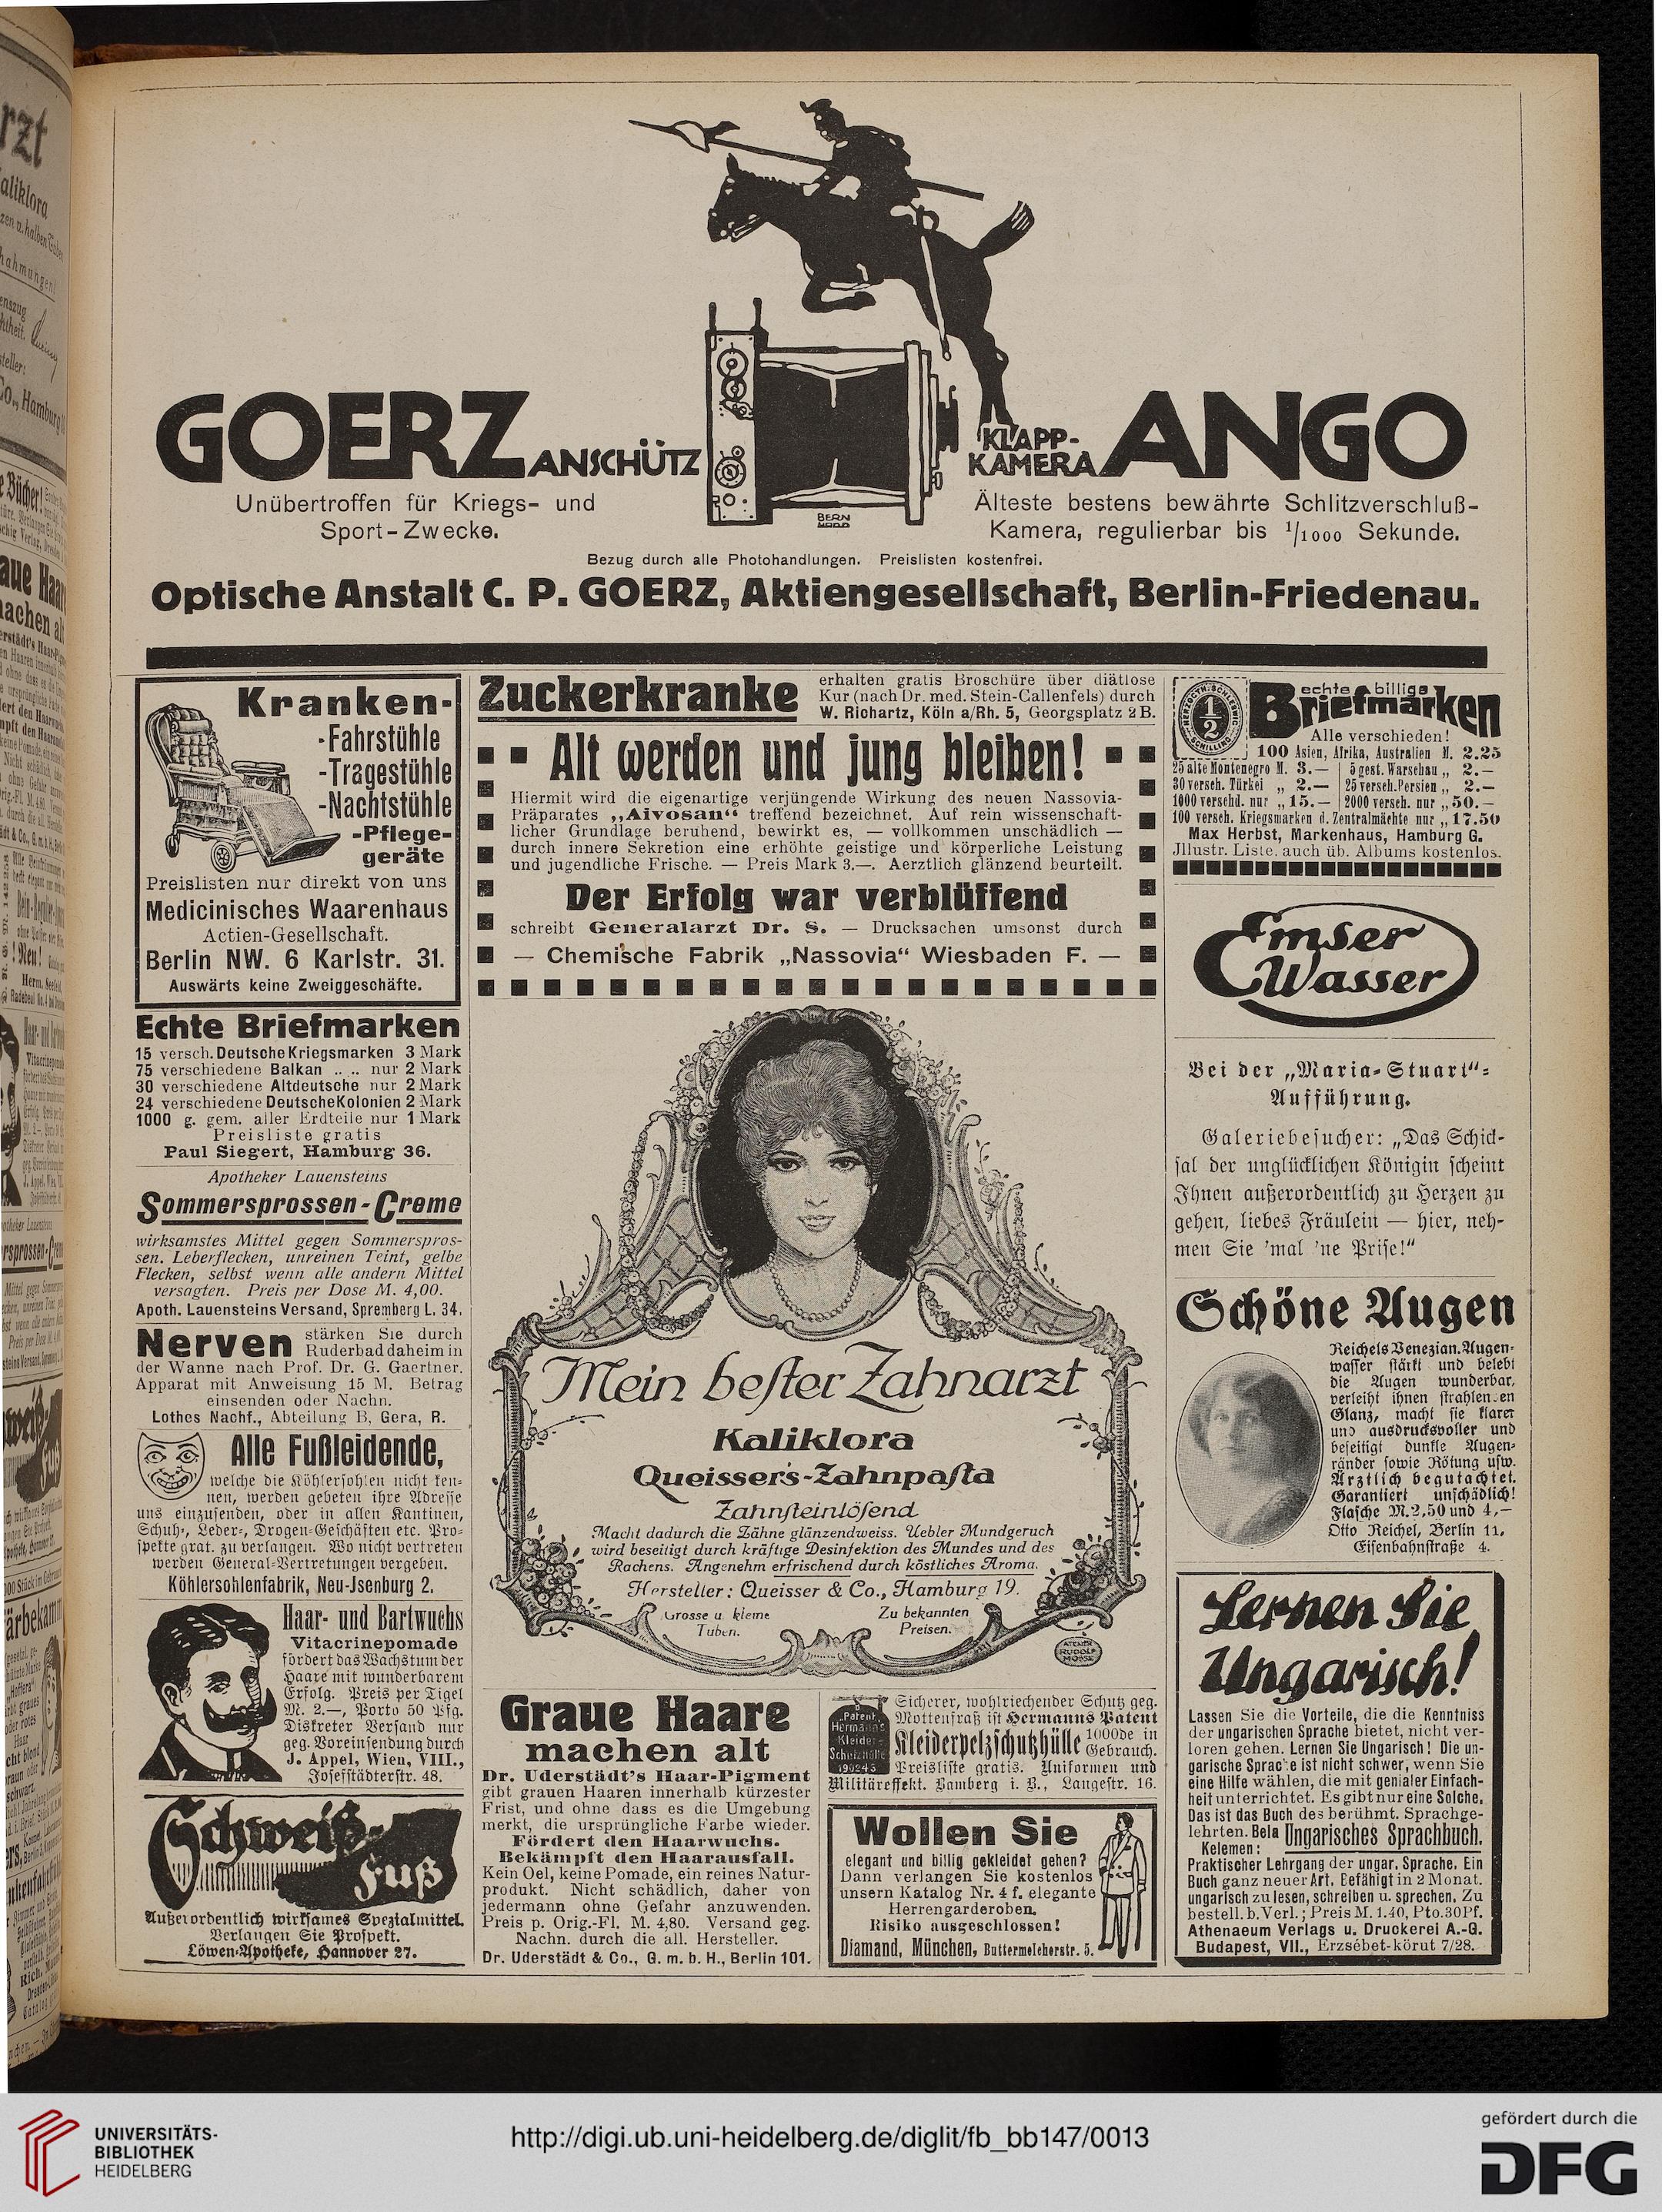 GOERZ ANSCHÜTZ
KLAPP-
KAMERA ANGO
BERN
HARD
Unübertroffen für Kriegs- und
Sport-Zwecke.
Älteste bestens bewährte Schlitzverschluß-
Kamera, regulierbar bis 1/1000 Sekunde.
Bezug durch alle Photohandlungen. Preislisten kostenfrei.
Optische Anstalt C. P. GOERZ, Aktiengesellschaft, Berlin-Friedenau.
Kranken-
-Fahrstühle
-Tragestühle
-Nachtstühle
-Pflege-
geräte
Preislisten nur direkt von uns
Medicinisches Waarenhaus
Actien-Gesellschaft.
Berlin NW. 6 Karlstr. 31.
Auswärts keine Zweiggeschäfte.
Echte Briefmarken
15 versch. Deutsche Kriegsmarken 3 Mark
75 verschiedene Balkan .. .. nur 2 Mark
30 verschiedene Altdeutsche nur 2 Mark
24 verschiedene Deutsche Kolonien 2 Mark
1000 g. gem. aller Erdteile nur 1 Mark
Preisliste gratis
Paul Siegert, Hamburg 36.
Apotheker Lauensteins
Sommersprossen-Creme
wirksamstes Mittel gegen Sommerspros-
sen. Leberflecken, unreinen Teint, gelbe
Flecken, selbst wenn alle andern Mittel
versagten. Preis per Dose M. 4,00.
Apoth. Lauensteins Versand, Spremberg L. 34.
Nerven stärken Sie durch
Ruderbad daheim in
der Wanne nach Prof. Dr. G. Gaertner.
Apparat mit Anweisung 15 M. Betrag
einsenden oder Nachn.
Lothes Nachf., Abteilung B, Gera, R.
Alle Fußleidende,
welche die Köhlersohlen nicht ken-
nen, werden gebeten ihre Adresse
uns einzusenden, oder in allen Kantinen,
Schuh-, Leder-, Drogen-Geschäften etc. Pro-
spekte grat. zu verlangen. Wo nicht vertreten
werden General-Vertretungen vergeben.
Köhlersohlenfabrik, Neu-Jsenburg 2.
Haar- und Bartwuchs
Vitacrinepomade
fördert das Wachstum der
Haare mit wunderbarem
Erfolg. Preis per Tigel
M. 2.—, Porto 50 Pfg.
Diskreter Versand nur
geg. Voreinsendung durch
J. Appel, Wien, VIII.,
Josefstädterstr. 48.
Schweiß-
Fuß
Außerordentlich wirksames Spezialmittel.
Verlangen Sie Prospekt.
Löwen-Apotheke, Hannover 27.
Zuckerkranke erhalten gratis Broschüre über diätlose
Kur (nach Dr. med. Stein-Callenfels) durch
W. Richartz, Köln a/Rh. 5, Georgsplatz 2 B.
Alt werden und jung bleiben!
Hiermit wird die eigenartige verjüngende Wirkung des neuen Nassovia-
Präparates „Aivosan“ treffend bezeichnet. Auf rein wissenschaft-
licher Grundlage beruhend, bewirkt es, — vollkommen unschädlich —
durch innere Sekretion eine erhöhte geistige und körperliche Leistung
und jugendliche Frische. — Preis Mark 3.—. Aerztlich glänzend beurteilt.
Der Erfolg war verblüffend
schreibt Generalarzt Dr. S. — Drucksachen umsonst durch
— Chemische Fabrik „Nassovia“ Wiesbaden F. —
Mein bester Zahnarzt
Kaliklora
Queisser's-Zahnpasta
Zahnsteinlösend
Macht dadurch die Zähne glänzendweiss. Uebler Mundgeruch
wird beseitigt durch kräftige Desinfektion des Mundes und des
Rachens. Angenehm erfrischend durch köstliches Aroma.
Hersteller: Queisser & Co., Hamburg 19.
Grosse u. kleine
Tuben.
Zu bekannten
Preisen.
ATELIER
RUDOLF
MOSSE
Graue Haare
machen alt
Dr. Uderstädt's Haar-Pigment
gibt grauen Haaren innerhalb kürzester
Frist, und ohne dass es die Umgebung
merkt, die ursprüngliche Farbe wieder.
Fördert den Haarwuchs.
Bekämpft den Haarausfall.
Kein Oel, keine Pomade, ein reines Natur-
produkt. Nicht schädlich, daher von
jedermann ohne Gefahr anzuwenden.
Preis p. Orig.-Fl. M. 4,80. Versand geg.
Nachn. durch die all. Hersteller.
Dr. Uderstädt & Co., G. m. b. H., Berlin 101.
Patent
Hermanns
Kleider-
Schutzhülle
190243
Sicherer, wohlriechender Schutz geg.
Mottenfraß ist Hermanns Patent
Kleiderpelzschutzhülle 1000de in
Gebrauch.
Preisliste gratis. Uniformen und
Militäreffekt. Bamberg i. B., Langestr. 16.
Wollen Sie
elegant und billig gekleidet gehen?
Dann verlangen Sie kostenlos
unsern Katalog Nr. 4 f. elegante
Herrengarderoben.
Risiko ausgeschlossen!
Diamand, München, Buttermelcherstr. 5.
HERZOGTH. SCHLESWIG
1/2
SCHILLING
echte billige
Briefmarken
Alle verschieden!
100 Asien, Afrika, Australien M. 2.25
25 alte Montenegro M. 3.— 5 gest. Warschau „ 2.—
30 versch. Türkei „ 2.— 25 versch. Persien „ 2.—
1000 verschd. nur „ 15.— 2000 versch. nur „ 50.—
100 versch. Kriegsmarken d. Zentralmächte nur „ 17.50
Max Herbst, Markenhaus, Hamburg G.
Jllustr. Liste, auch üb. Albums kostenlos.
Emser
Wasser
Bei der „Maria-Stuart“-
Aufführung.
Galeriebesucher: „Das Schick-
sal der unglücklichen Königin scheint
Ihnen außerordentlich zu Herzen zu
gehen, liebes Fräulein — hier, neh-
men Sie 'mal 'ne Prise!“
Schöne Augen
Reichels Venezian. Augen-
wasser stärkt und belebt
die Augen wunderbar,
verleiht ihnen strahlenden
Glanz, macht sie klarer
und ausdrucksvoller und
beseitigt dunkle Augen-
ränder sowie Rötung usw.
Ärztlich begutachtet.
Garantiert unschädlich!
Flasche M. 2,50 und 4,—
Otto Reichel, Berlin 11,
Eisenbahnstraße 4.
Lernen Sie
Ungarisch!
Lassen Sie die Vorteile, die die Kenntniss
der ungarischen Sprache bietet, nicht ver-
loren gehen. Lernen Sie Ungarisch! Die un-
garische Sprache ist nicht schwer, wenn Sie
eine Hilfe wählen, die mit genialer Einfach-
heit unterrichtet. Es gibt nur eine Solche.
Das ist das Buch des berühmt. Sprachge-
lehrten. Bela Ungarisches Sprachbuch.
Kelemen:
Praktischer Lehrgang der ungar. Sprache. Ein
Buch ganz neuer Art. Befähigt in 2 Monat.
ungarisch zu lesen, schreiben u. sprechen. Zu
bestell. b. Verl.; Preis M. 1.40, Pto. 30 Pf.
Athenaeum Verlags u. Druckerei A.-G.
Budapest, VII., Erzsébet-körut 7/28.
UNIVERSITÄTS-
BIBLIOTHEK
HEIDELBERG
http://digi.ub.uni-heidelberg.de/diglit/fb_bb147/0013
gefördert durch die
DFG